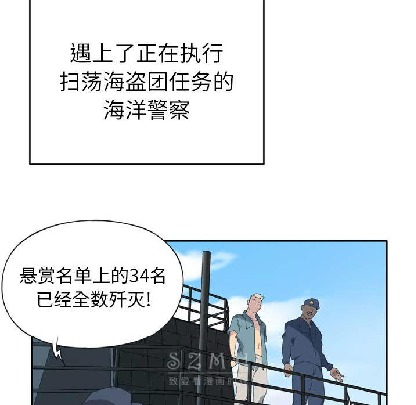 遇上了正在执行
扫荡海盗团任务的
海洋警察
悬赏名单上的34名
已经全数歼灭!